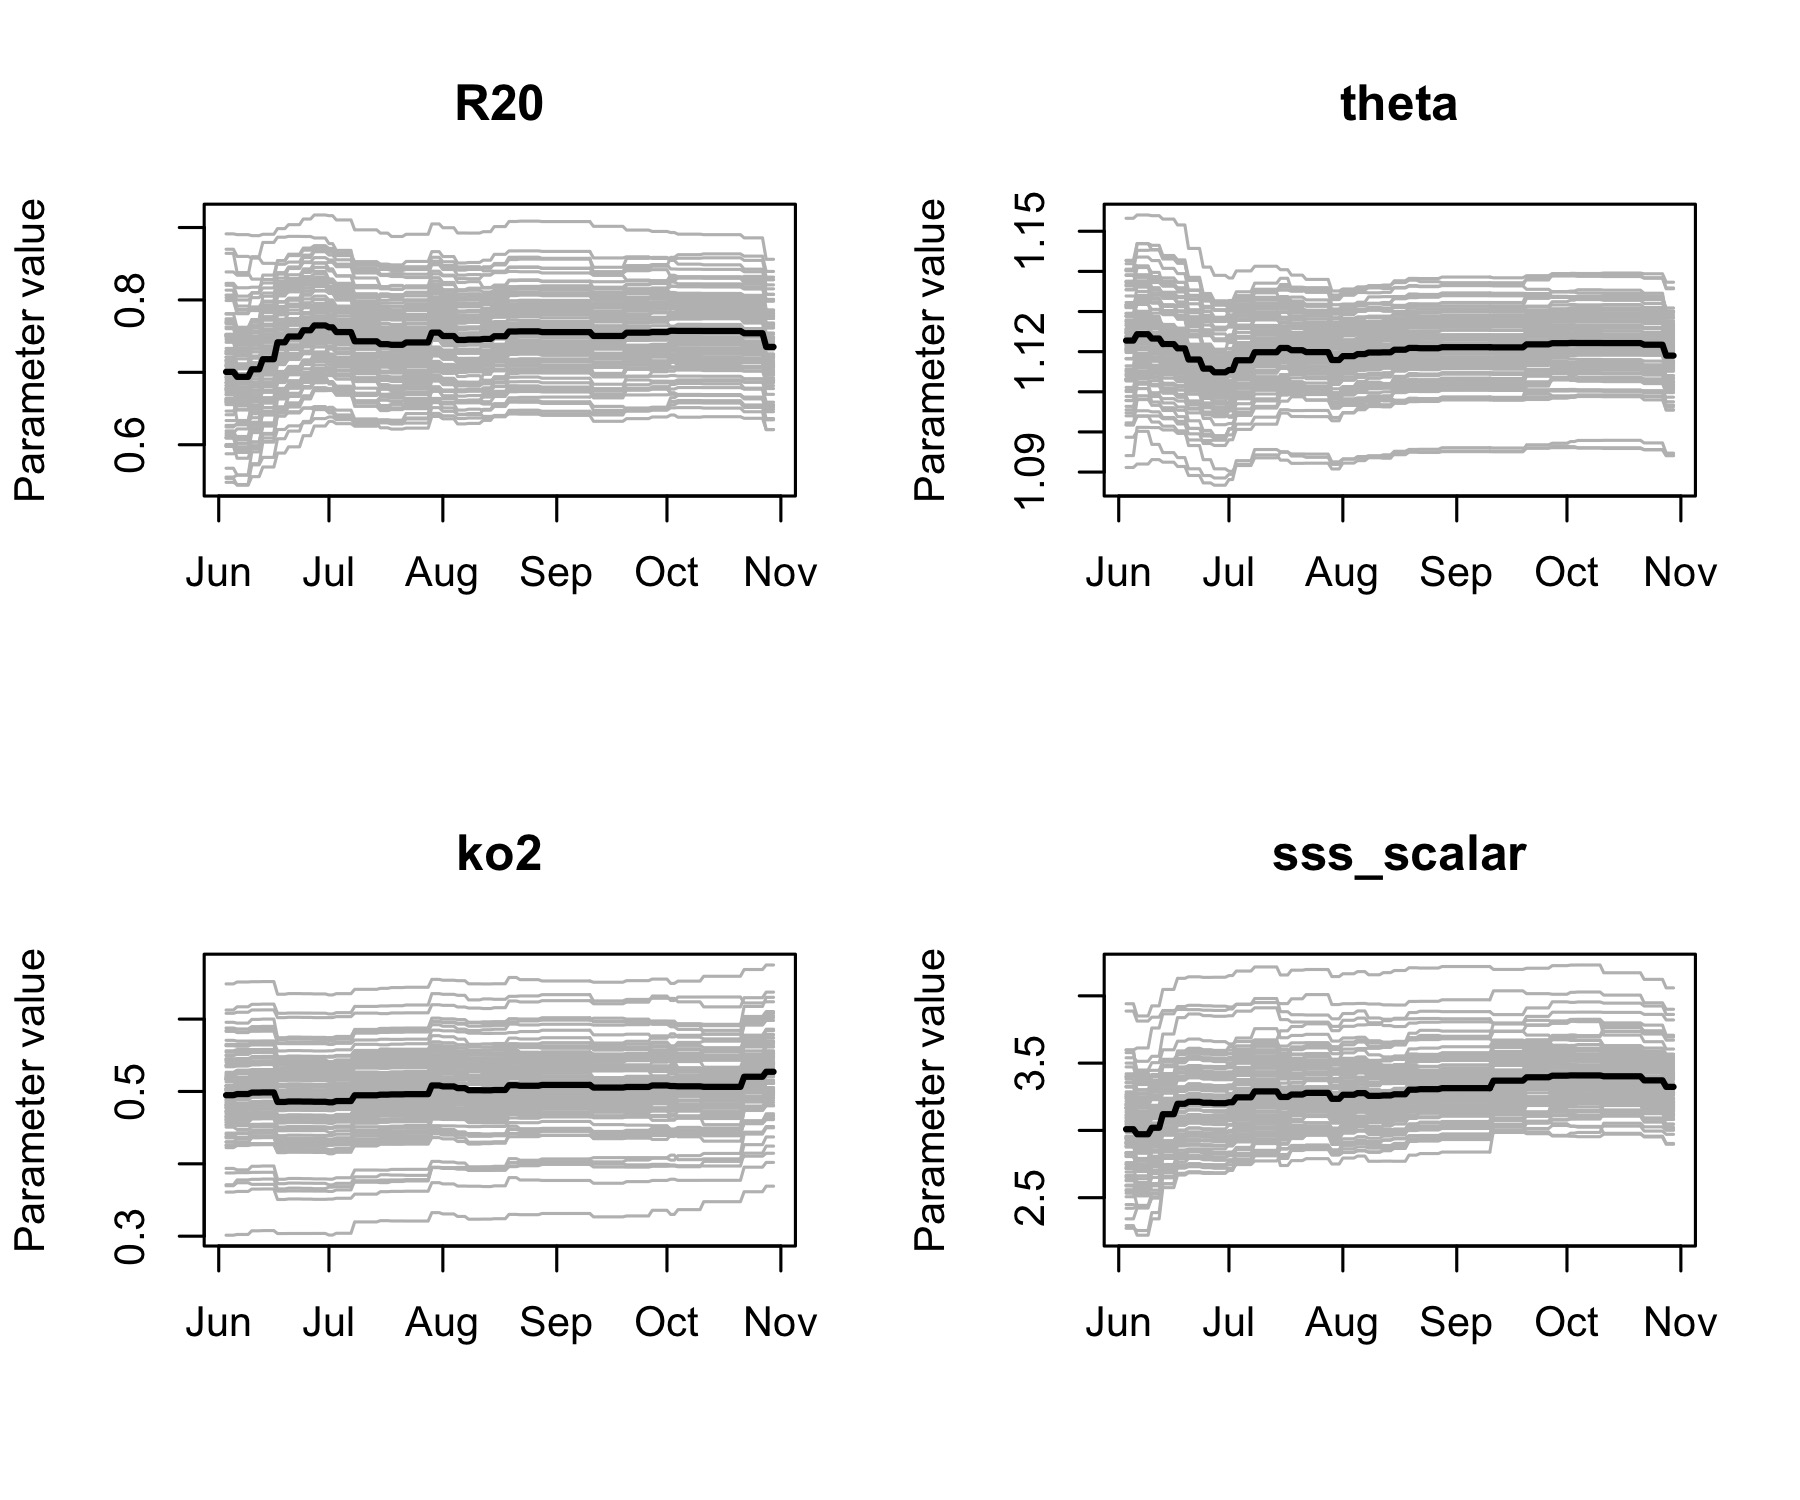 R20
Parameter value
0.6 0.8
Jun Jul Aug Sep Oct Nov
theta
Parameter value
1.09 1.12 1.15
Jun Jul Aug Sep Oct Nov
ko2
Parameter value
0.3 0.5
Jun Jul Aug Sep Oct Nov
sss_scalar
Parameter value
2.5 3.5
Jun Jul Aug Sep Oct Nov